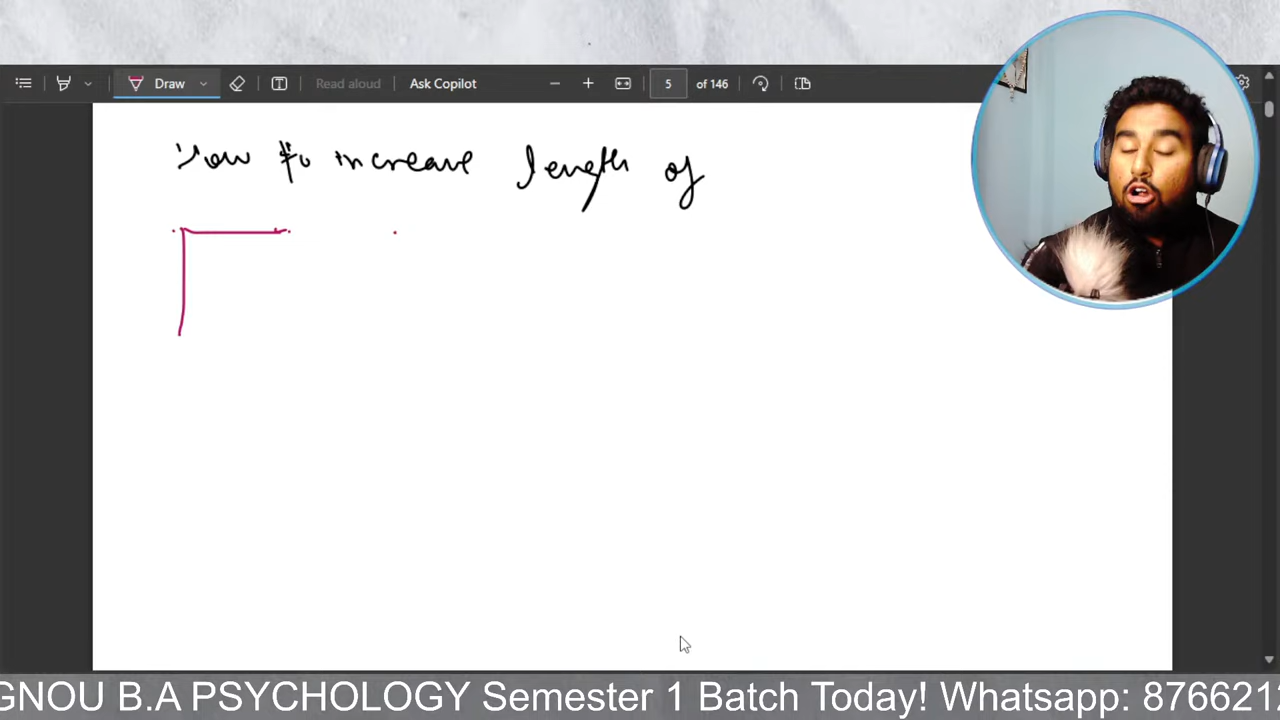 Draw
Read aloud
Ask Copilot
5
of 146
How to increase length of
GNOU B.A PSYCHOLOGY Semester 1 Batch Today! Whatsapp: 8766212